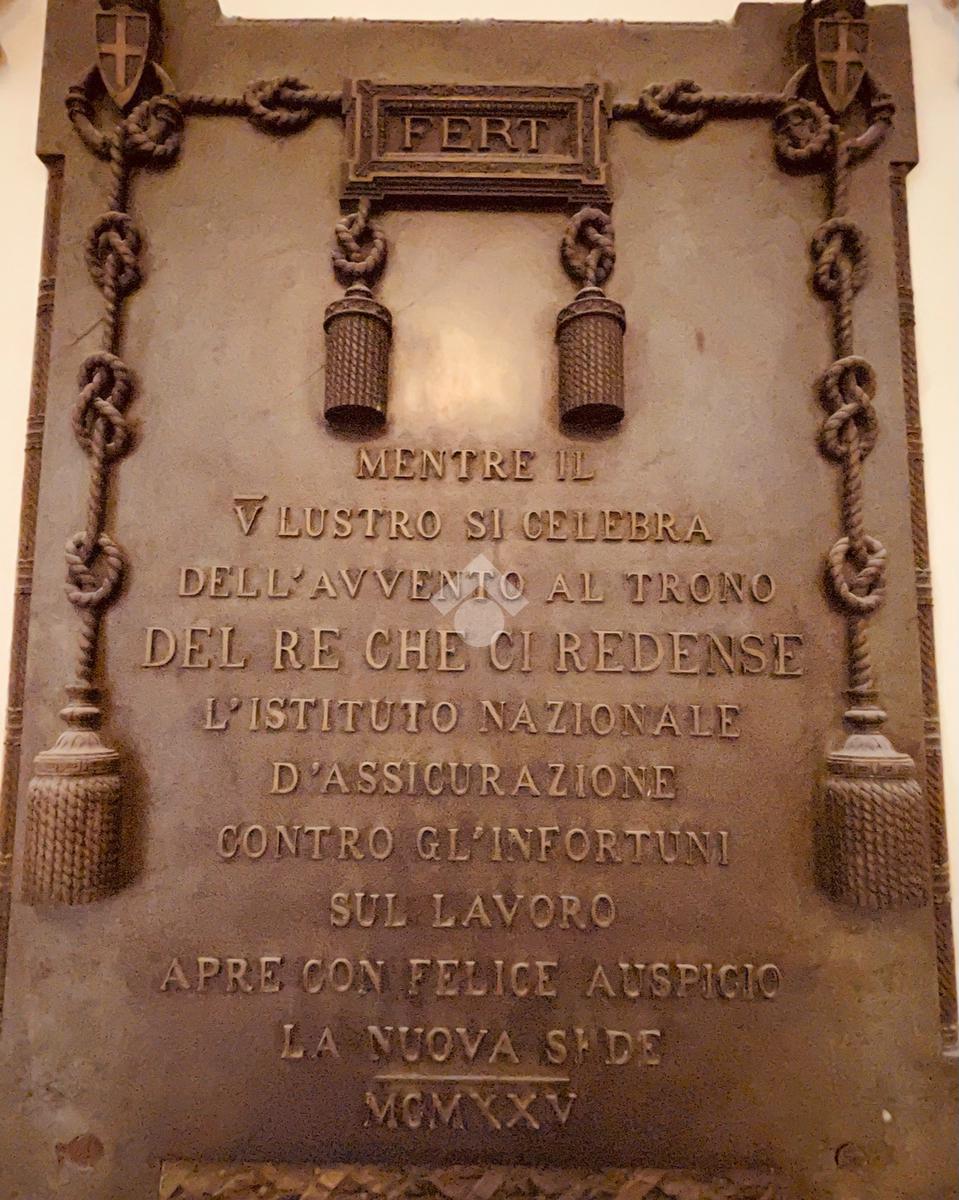 FERT
MENTRE IL
V̅ LUSTRO SI CELEBRA
DELL'AVVENTO AL TRONO
DEL RE CHE CI REDENSE
L'ISTITUTO NAZIONALE
D'ASSICURAZIONE
CONTRO GL'INFORTUNI
SUL LAVORO
APRE CON FELICE AUSPICIO
LA NUOVA SEDE
MCMXXV